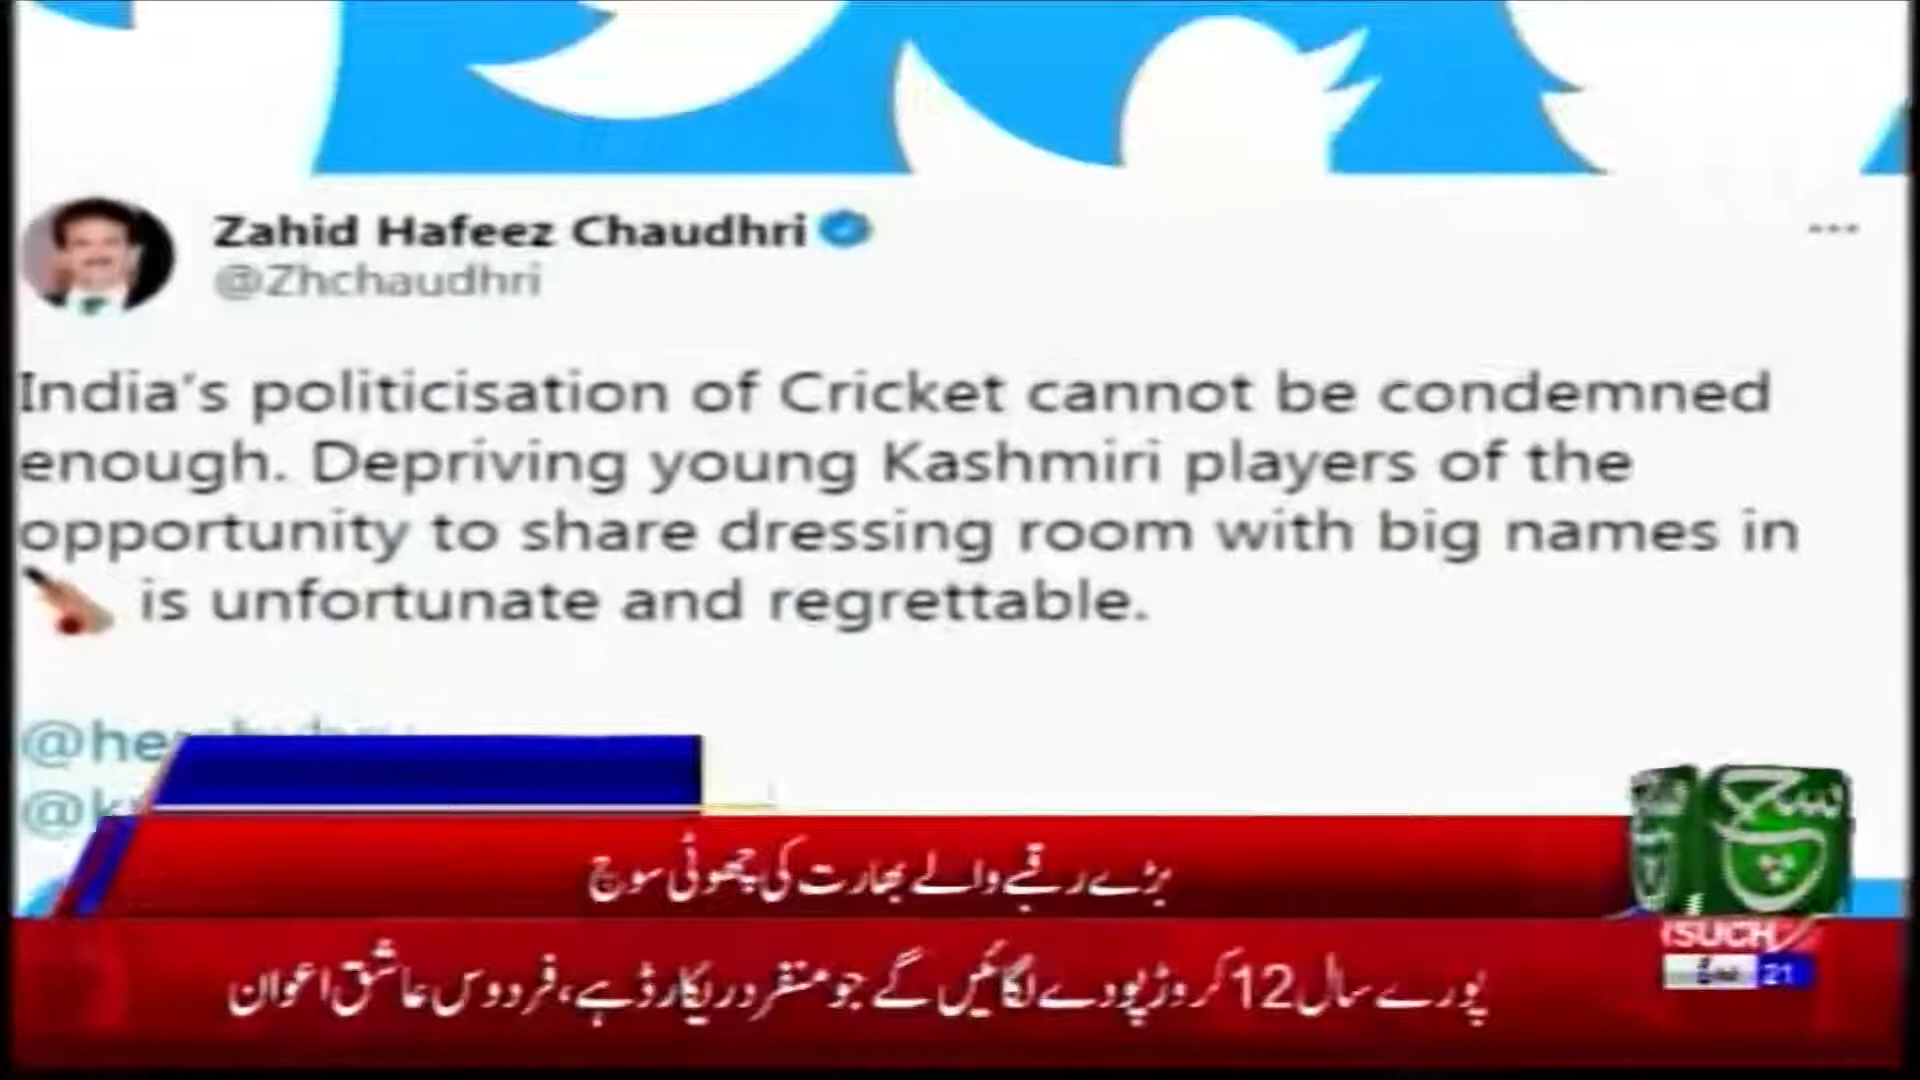 Zahid Hafeez Chaudhri
@Zhchaudhri
India's politicisation of Cricket cannot be condemned
enough. Depriving young Kashmiri players of the
opportunity to share dressing room with big names in
is unfortunate and regrettable.
بڑے رقبے والے بھارت کی چھوٹی سوچ
سچ
SUCH
21
پورے سال 12 کروڑ پودے لگائیں گے جو منفرد ریکارڈ ہے، فردوس عاشق اعوان